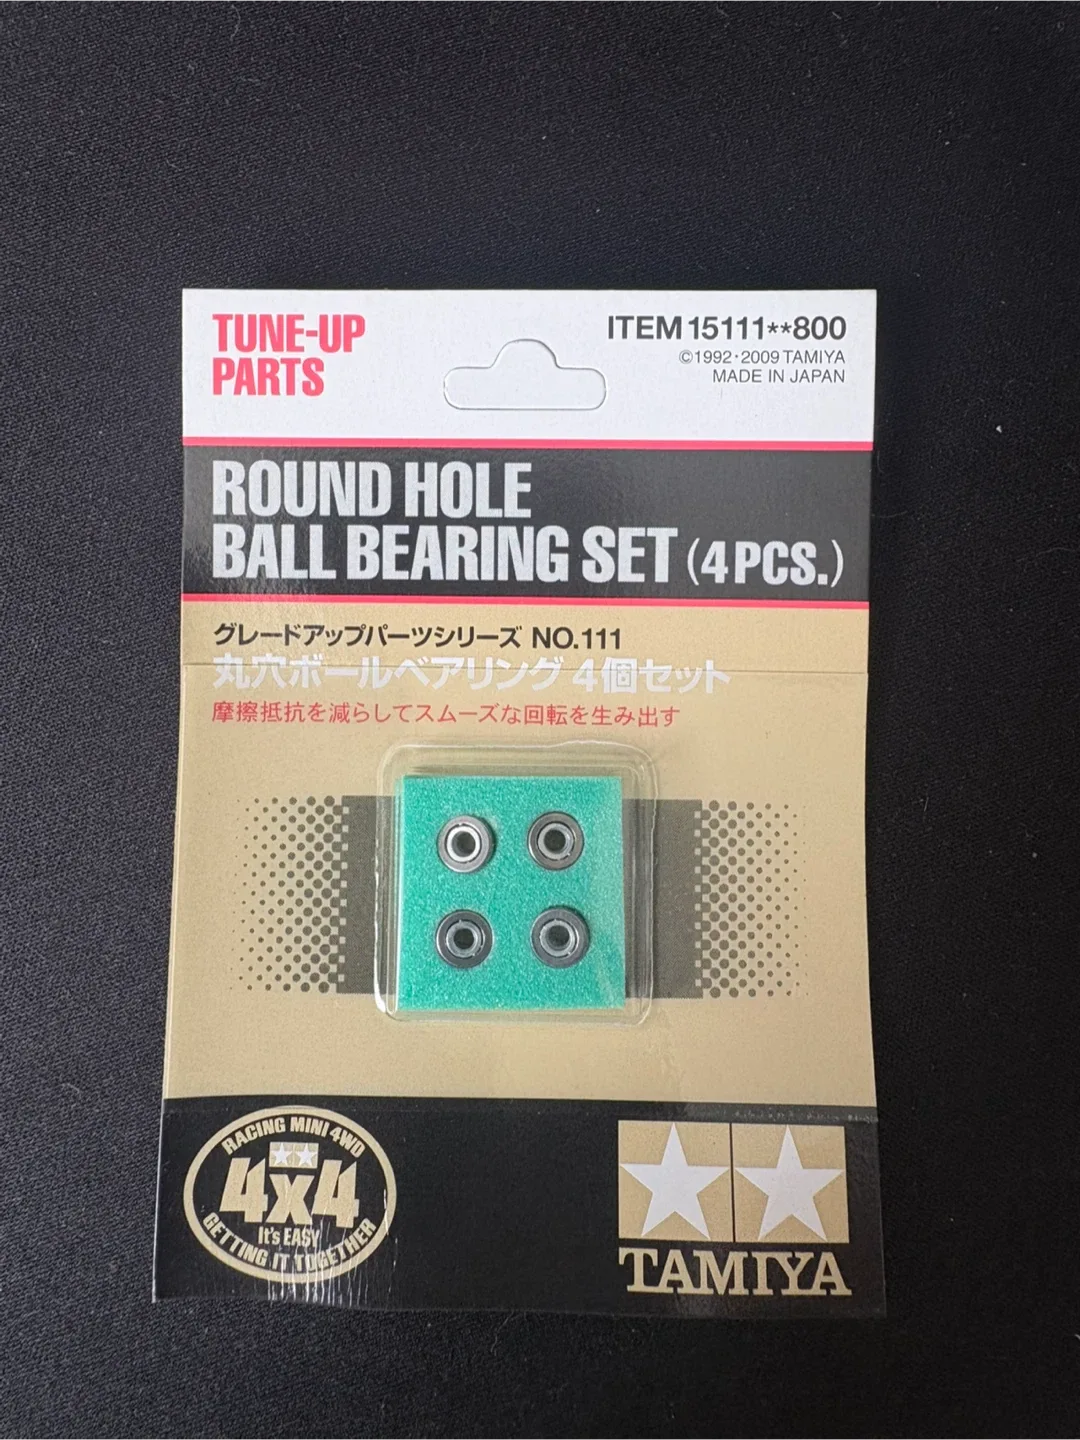 TUNE-UP
PARTS
ITEM 15111**800
©1992・2009 TAMIYA
MADE IN JAPAN
ROUND HOLE
BALL BEARING SET (4 PCS.)
グレードアップパーツシリーズ NO.111
丸穴ボールベアリング 4個セット
摩擦抵抗を減らしてスムーズな回転を生み出す
RACING MINI 4WD
4x4
It's EASY
GETTING IT TOGETHER
TAMIYA